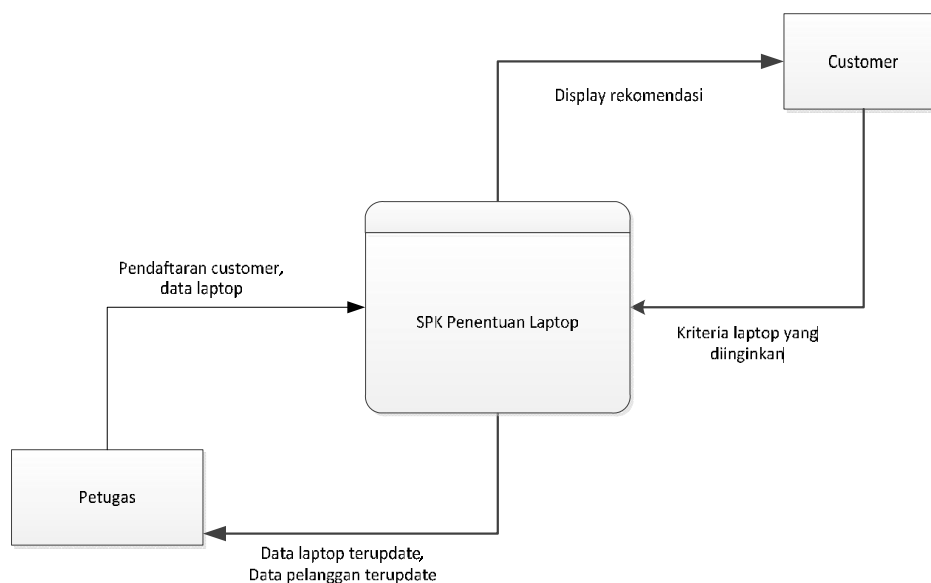 Customer
Display rekomendasi
Pendaftaran customer,
data laptop
SPK Penentuan Laptop
Kriteria laptop yang
diinginkan
Petugas
Data laptop terupdate,
Data pelanggan terupdate